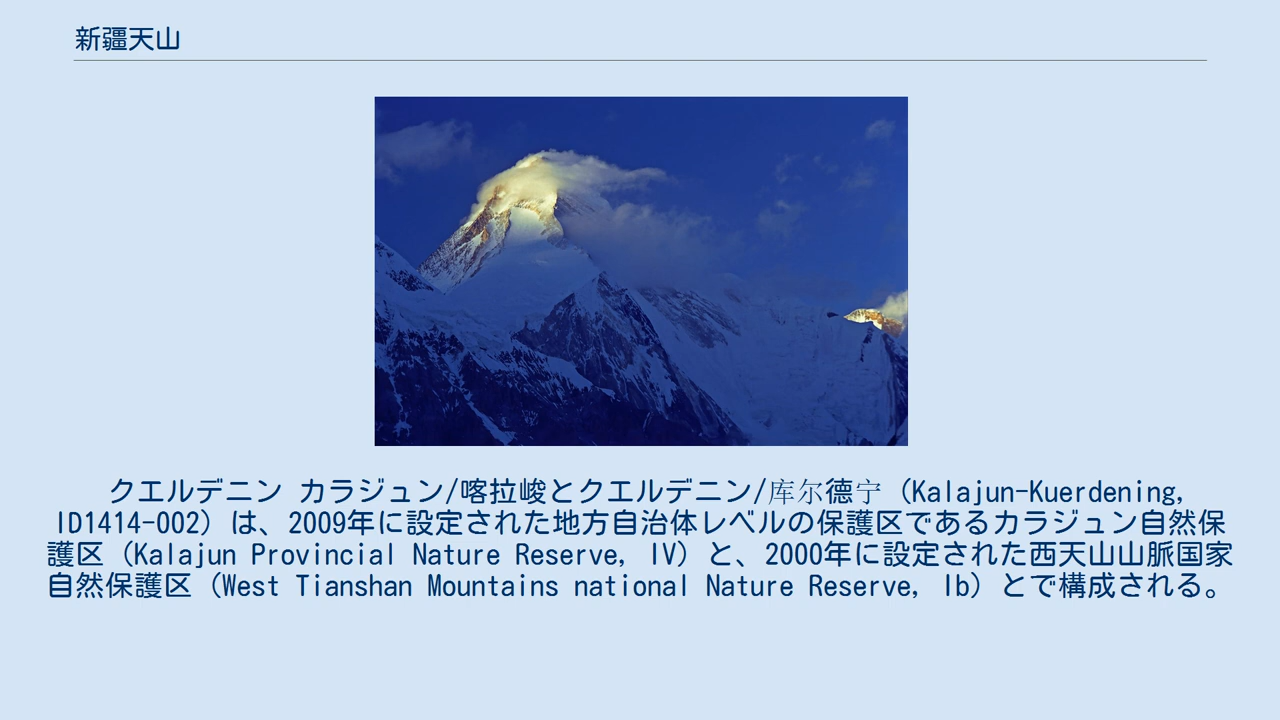 新疆天山
クエルデニン カラジュン/喀拉峻とクエルデニン/库尔德宁（Kalajun-Kuerdening,
ID1414-002）は、2009年に設定された地方自治体レベルの保護区であるカラジュン自然保
護区（Kalajun Provincial Nature Reserve, IV）と、2000年に設定された西天山山脈国家
自然保護区（West Tianshan Mountains national Nature Reserve, Ib）とで構成される。